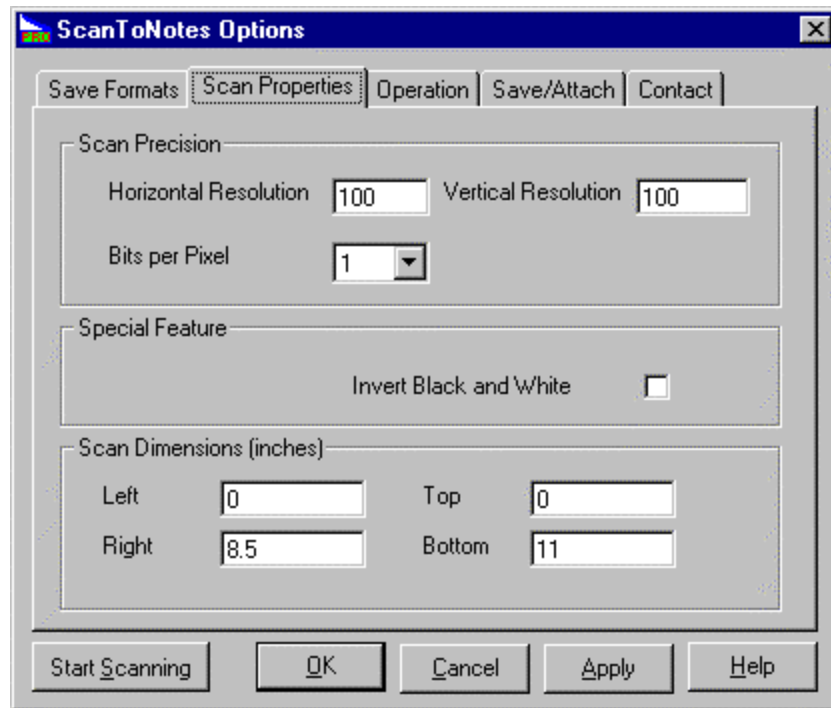 ScanToNotes Options
Save Formats Scan Properties Operation Save/Attach Contact
Scan Precision
Horizontal Resolution 100 Vertical Resolution 100
Bits per Pixel 1
Special Feature
Invert Black and White
Scan Dimensions (inches)
Left 0 Top 0
Right 8.5 Bottom 11
Start Scanning OK Cancel Apply Help